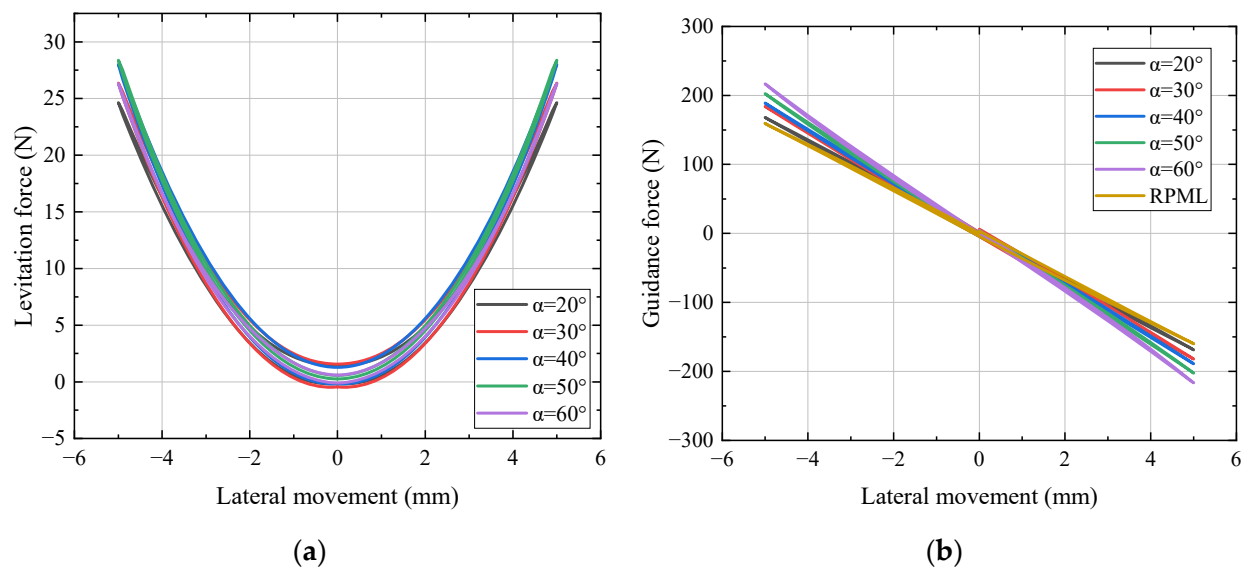 30
25
20
15
10
5
0
−5
−6
−4
−2
0
2
4
6
Levitation force (N)
Lateral movement (mm)
α=20°
α=30°
α=40°
α=50°
α=60°
(a)
300
200
100
0
−100
−200
−300
−6
−4
−2
0
2
4
6
Guidance force (N)
Lateral movement (mm)
α=20°
α=30°
α=40°
α=50°
α=60°
RPML
(b)